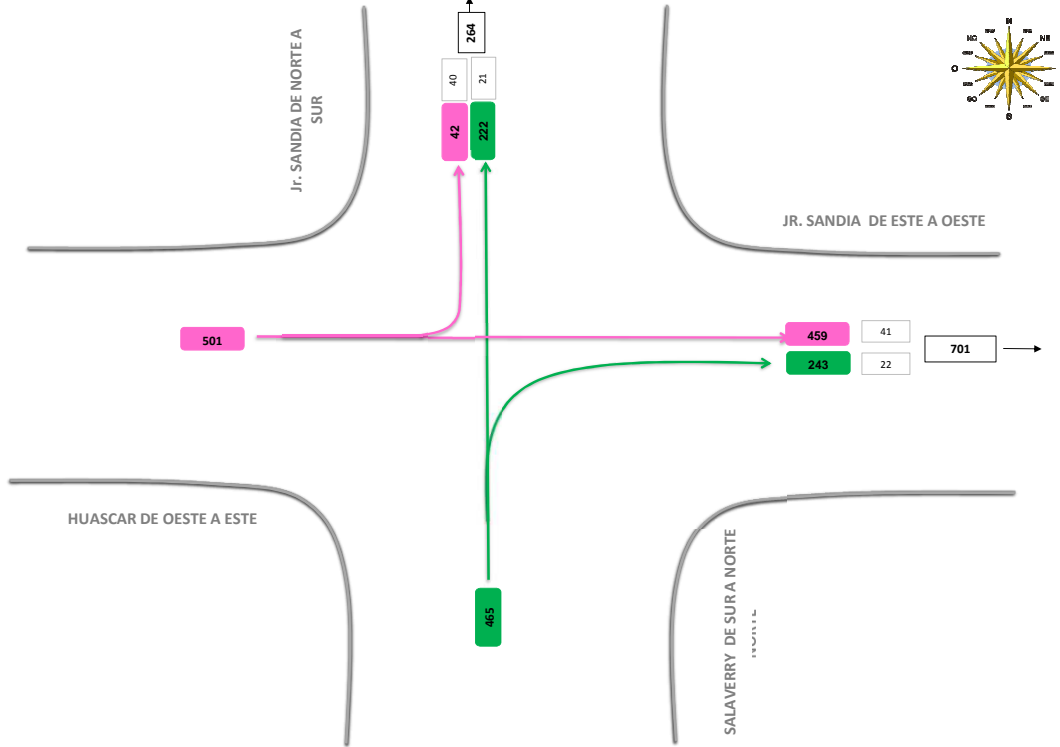 264
40
21
42
222
Jr. SANDIA DE NORTE A
SUR
N
NO
NE
O
SO
SE
S
JR. SANDIA DE ESTE A OESTE
501
459
41
701
243
22
HUASCAR DE OESTE A ESTE
465
SALAVERRY DE SUR A NORTE
NORTE